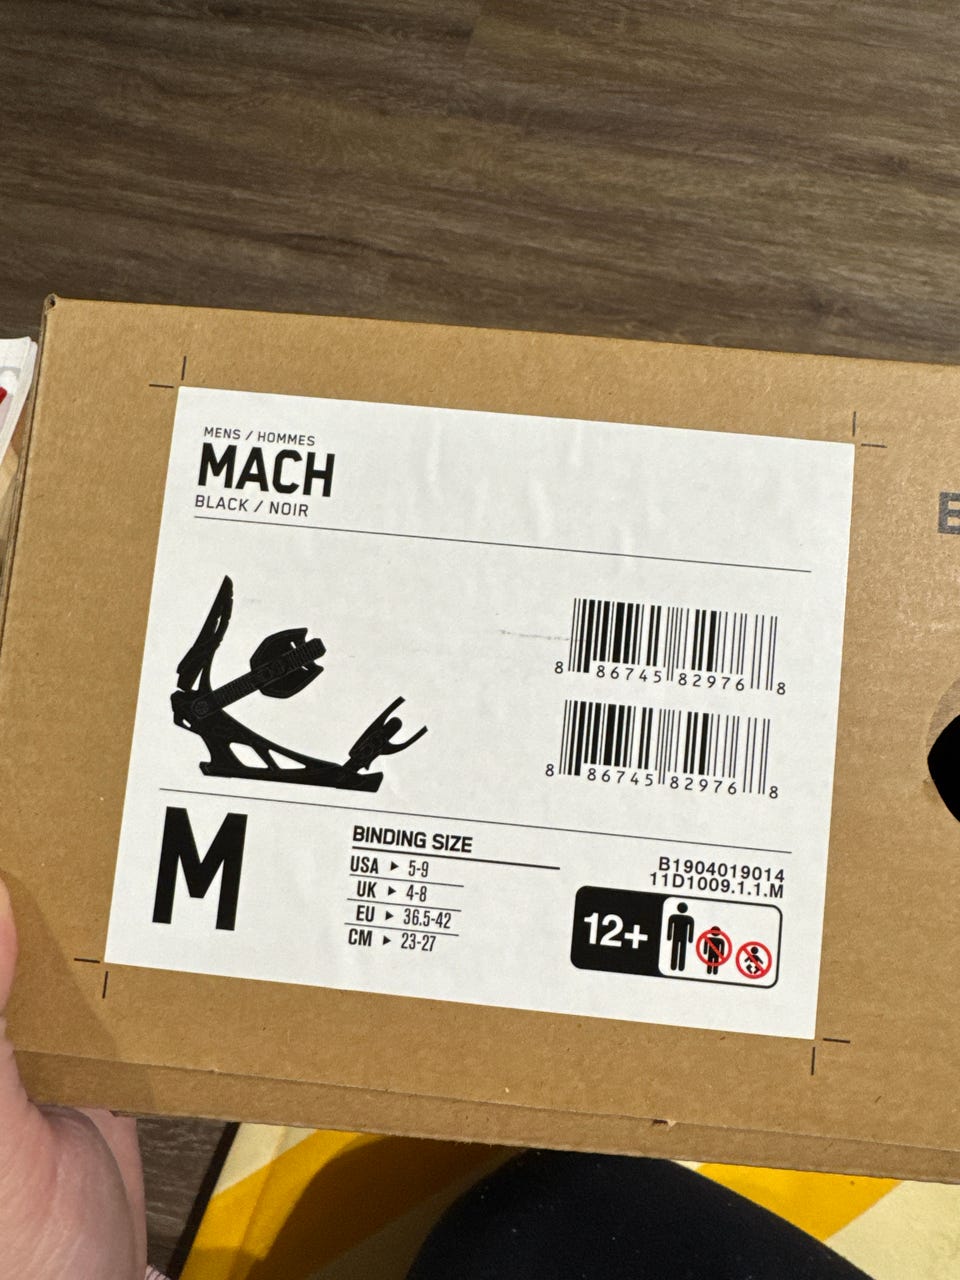 MENS / HOMMES
MACH
BLACK / NOIR
8 86745 82976 8
8 86745 82976 8
M
BINDING SIZE
USA ▶ 5-9
UK ▶ 4-8
EU ▶ 36.5-42
CM ▶ 23-27
B1904019014
11D1009.1.1.M
12+